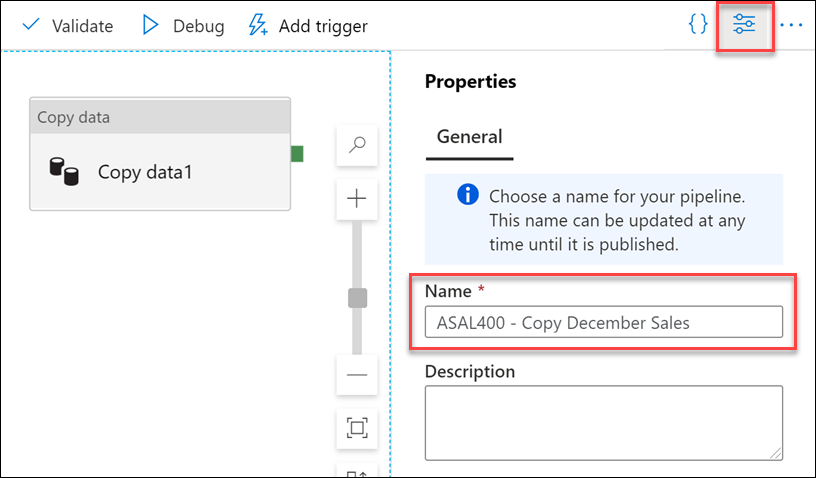 Validate Debug Add trigger {} ...
Properties
General
Copy data
Copy data1
Choose a name for your pipeline.
This name can be updated at any
time until it is published.
Name *
ASAL400 - Copy December Sales
Description